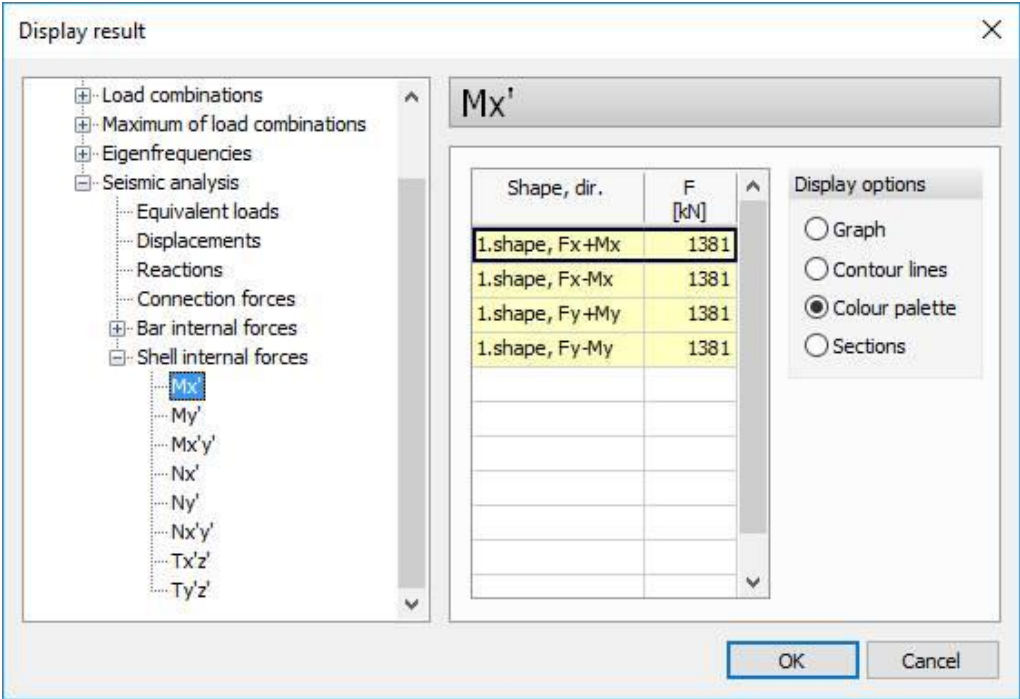 Display result
Load combinations
Maximum of load combinations
Eigenfrequencies
Seismic analysis
Equivalent loads
Displacements
Reactions
Connection forces
Bar internal forces
Shell internal forces
Mx'
My'
Mx'y'
Nx'
Ny'
Nx'y'
Tx'z'
Ty'z'
Mx'
Shape, dir. F
[kN]
1.shape, Fx+Mx 1381
1.shape, Fx-Mx 1381
1.shape, Fy+My 1381
1.shape, Fy-My 1381
Display options
Graph
Contour lines
Colour palette
Sections
OK Cancel